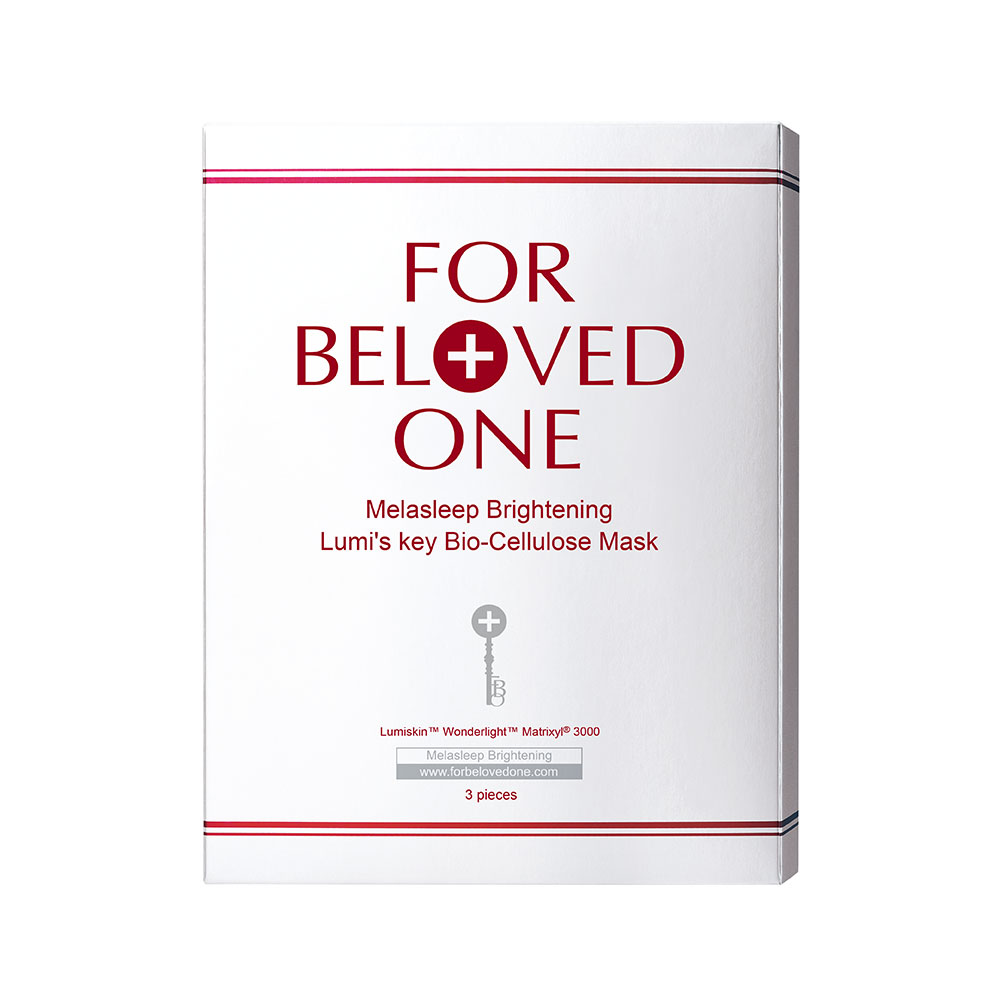 FOR
BELOVED
ONE
Melasleep Brightening
Lumi's key Bio-Cellulose Mask
FBO
Lumiskin™ Wonderlight™ Matrixyl® 3000
Melasleep Brightening
www.forbelovedone.com
3 pieces